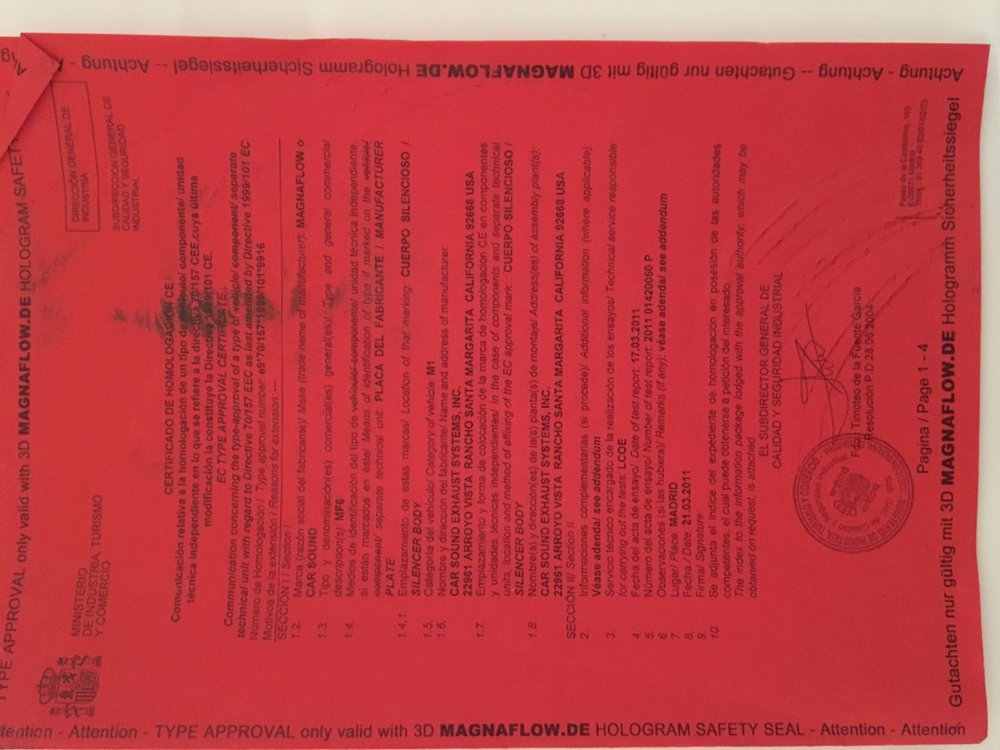 TYPE APPROVAL only valid with 3D MAGNAFLOW.DE HOLOGRAM SAFET
MINISTERIO
DE INDUSTRIA, TURISMO
Y COMERCIO
DIRECCIÓN GENERAL DE
INDUSTRIA
SUBDIRECCIÓN GENERAL DE
CALIDAD Y SEGURIDAD
INDUSTRIAL
CERTIFICADO DE HOMOLOGACIÓN CE
Comunicación relativa a la homologación de un tipo de vehículo/ componente/ unidad
técnica independiente en lo que se refiere a la directiva 70/157 CEE,cuya última
modificación la constituye la Directiva 1999/101 CE.
EC TYPE APPROVAL CERTIFICATE
Communication concerning the type-approval of a type of vehicle/ component/ separate
technical unit with regard to Directive 70/157 EEC as last amended by Directive 1999/101 EC
Número de Homologación / Type approval number: e9*70/157*1999/101*9916
Motivos de la extensión / Reasons for extension: ---
SECCIÓN I / Section I
1.2. Marca (razón social del fabricante)/ Make (trade name of manufacturer): MAGNAFLOW o
CAR SOUND
1.3. Tipo y denominación(es) comercial(es) general(es)/ Type and general commercial
description(s): MF6
1.4. Medios de identificación del tipo de vehículo/ componente/ unidad técnica independiente,
si están marcados en éste/ Means of identification of type if marked on the vehicle/
component/ separate technical unit: PLACA DEL FABRICANTE / MANUFACTURER
PLATE
1.4.1. Emplazamiento de estas marcas/ Location of that marking: CUERPO SILENCIOSO /
SILENCER BODY
1.5 Categoría del vehículo/ Category of vehicle: M1
1.6. Nombre y dirección del fabricante/ Name and address of manufacturer:
CAR SOUND EXHAUST SYSTEMS, INC.
22961 ARROYO VISTA RANCHO SANTA MARGARITA CALIFORNIA 92668 USA
1.7 Emplazamiento y forma de colocación de la marca de homologación CE en componentes
y unidades técnicas independientes/ In the case of components and separate technical
units, location and method of affixing of the EC approval mark: CUERPO SILENCIOSO /
SILENCER BODY
1.8 Nombre(s) y dirección(es) de la(s) planta(s) de montaje/ Address(es) of assembly plant(s):
CAR SOUND EXHAUST SYSTEMS, INC.
22961 ARROYO VISTA RANCHO SANTA MARGARITA CALIFORNIA 92668 USA
SECCIÓN II/ Section II
2. Informaciones complementarias (si procede)/ Additional Information (where applicable):
Véase adenda/ see addendum
3. Servicio técnico encargado de la realización de los ensayos/ Technical service responsible
for carrying out the tests: LCOE
4. Fecha del acta de ensayo/ Date of test report: 17.03.2011
5. Número del acta de ensayo/ Number of test report: 2011 01420050 P
6. Observaciones (si las hubiera)/ Remarks (if any): véase adenda/ see addendum
7. Lugar/ Place: MADRID
8. Fecha / Date: 21.03.2011
9. Firma/ Signature:
10. Se adjunta el índice del expediente de homologación en posesión de las autoridades
competentes, el cual puede obtenerse a petición del interesado.
The index to the information package lodged with the approval authority, which may be
obtained on request, is attached
EL SUBDIRECTOR GENERAL DE
CALIDAD Y SEGURIDAD INDUSTRIAL
Fdo. Timoteo de la Fuente García
Resolución P.D. 28.06.2004
Pagina / Page 1 - 4
Gutachten nur gültig mit 3D MAGNAFLOW.DE Hologramm Sicherheitssiegel
Achtung -- Gutachten nur gültig mit 3D MAGNAFLOW.DE Hologramm Sicherheitssiegel -- Achtung -
Achtung - Achtung
Attention - Attention - TYPE APPROVAL only valid with 3D MAGNAFLOW.DE HOLOGRAM SAFETY SEAL - Attention - Attention